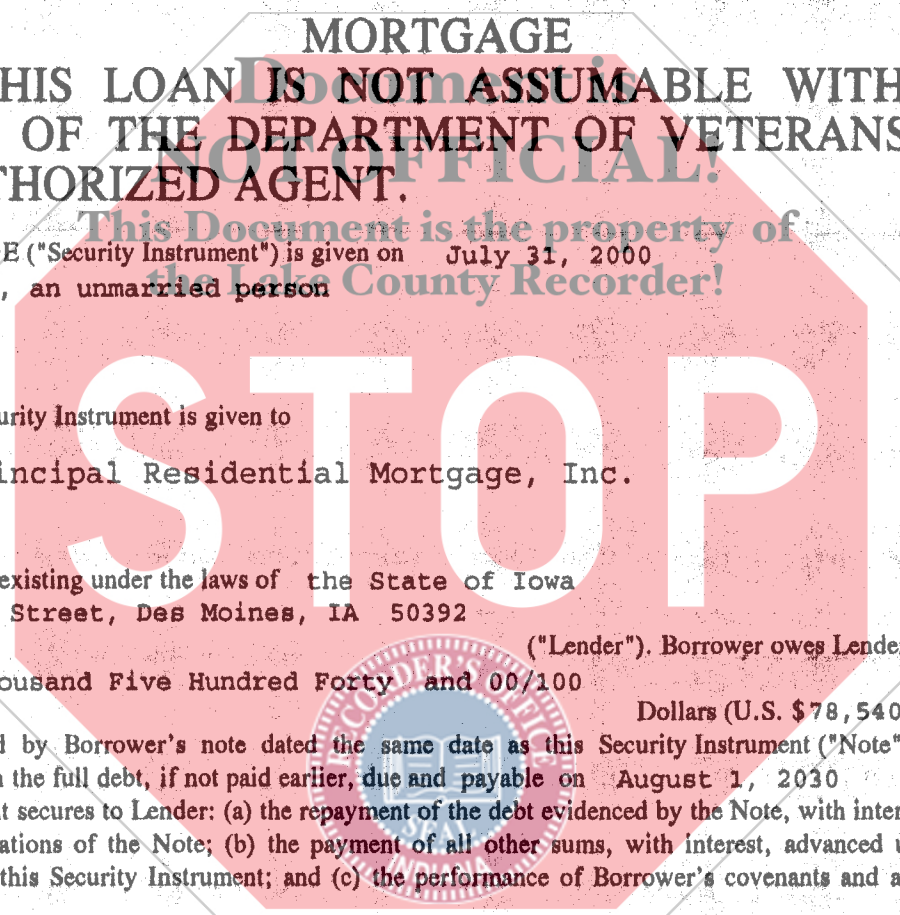 MORTGAGE
HIS LOAN IS NOT ASSUMABLE WITH
OF THE DEPARTMENT OF VETERANS
THORIZED AGENT.
Document is
NOT OFFICIAL!
This Document is the property of
the Lake County Recorder!
E ("Security Instrument") is given on July 31, 2000
, an unmarried person
STOP
urity Instrument is given to
incipal Residential Mortgage, Inc.
existing under the laws of the State of Iowa
Street, Des Moines, IA 50392
("Lender"). Borrower owes Lender
ousand Five Hundred Forty and 00/100
Dollars (U.S. $78,540
d by Borrower's note dated the same date as this Security Instrument ("Note"
n the full debt, if not paid earlier, due and payable on August 1, 2030
t secures to Lender: (a) the repayment of the debt evidenced by the Note, with inter
ations of the Note; (b) the payment of all other sums, with interest, advanced u
this Security Instrument; and (c) the performance of Borrower's covenants and a
RECORDER'S OFFICE
SEAL
INDIANA